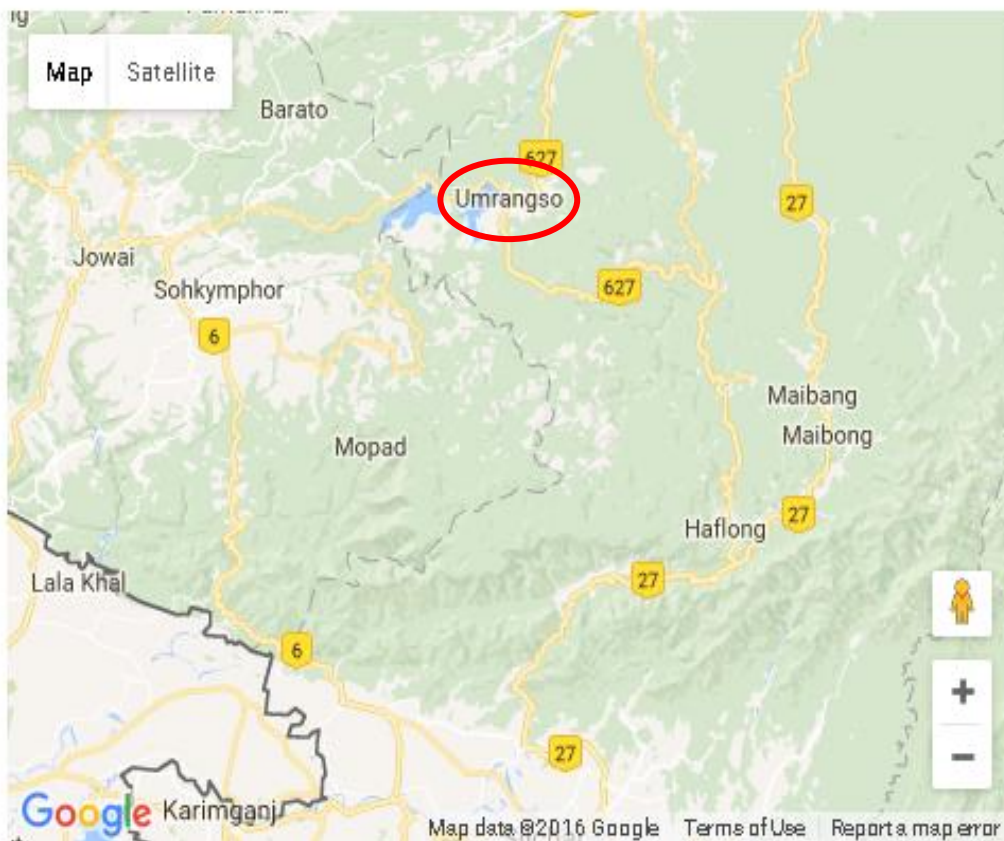 Map Satellite
Barato
627
Umrangso
27
Jowai
Sohkymphor
627
6
Maibang
Maibong
Mopad
27
Haflong
Lala Khal
27
6
27
Google
Karimganj
Map data ©2016 Google Terms of Use Report a map error